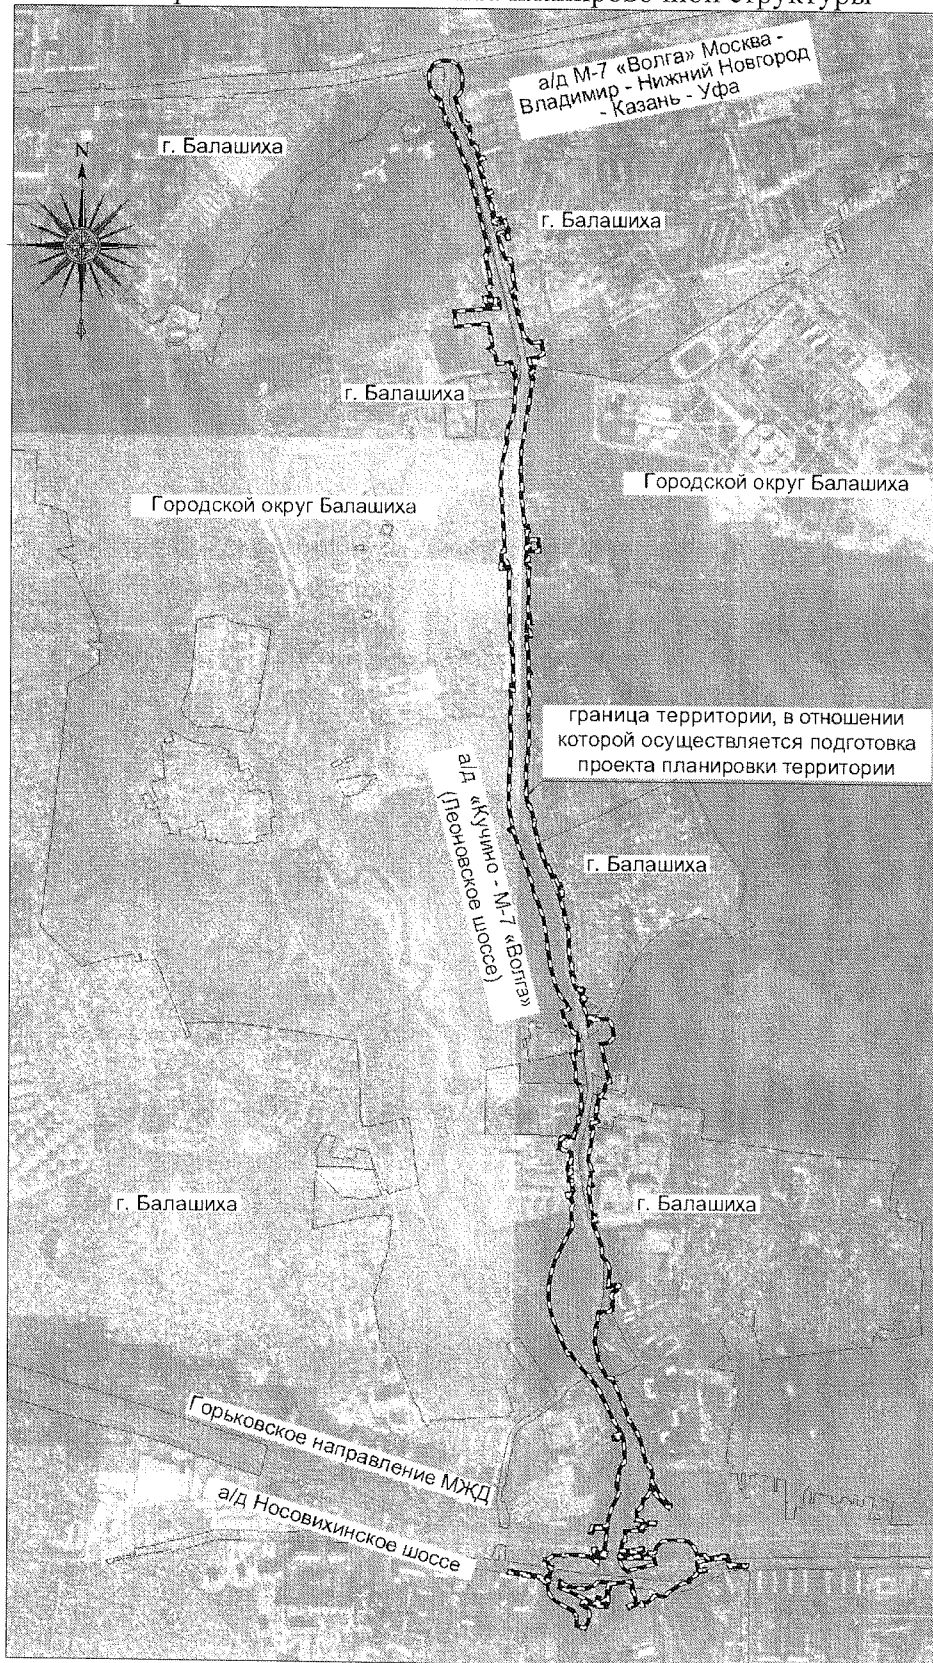 планировочной структуры
а/д М-7 «Волга» Москва -
Владимир - Нижний Новгород
- Казань - Уфа
г. Балашиха
N
г. Балашиха
г. Балашиха
Городской округ Балашиха
Городской округ Балашиха
граница территории, в отношении
которой осуществляется подготовка
проекта планировки территории
а/д «Кучино - М-7 «Волга»
(Леоновское шоссе)
г. Балашиха
г. Балашиха
г. Балашиха
Горьковское направление МЖД
а/д Носовихинское шоссе